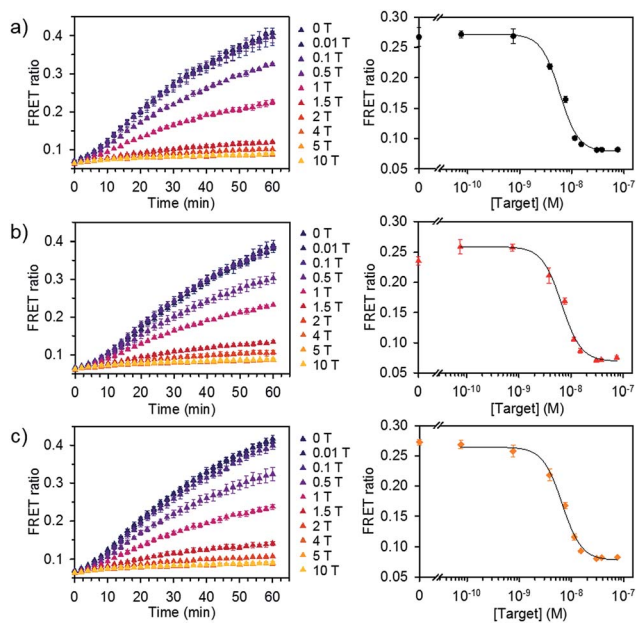 a)
FRET ratio
0.4
0.3
0.2
0.1
0 10 20 30 40 50 60
Time (min)
0 T
0.01 T
0.1 T
0.5 T
1 T
1.5 T
2 T
4 T
5 T
10 T
FRET ratio
0.30
0.25
0.20
0.15
0.10
0.05
0 10⁻¹⁰ 10⁻⁹ 10⁻⁸ 10⁻⁷
[Target] (M)
b)
FRET ratio
0.4
0.3
0.2
0.1
0 10 20 30 40 50 60
Time (min)
0 T
0.01 T
0.1 T
0.5 T
1 T
1.5 T
2 T
4 T
5 T
10 T
FRET ratio
0.30
0.25
0.20
0.15
0.10
0.05
0 10⁻¹⁰ 10⁻⁹ 10⁻⁸ 10⁻⁷
[Target] (M)
c)
FRET ratio
0.4
0.3
0.2
0.1
0 10 20 30 40 50 60
Time (min)
0 T
0.01 T
0.1 T
0.5 T
1 T
1.5 T
2 T
4 T
5 T
10 T
FRET ratio
0.30
0.25
0.20
0.15
0.10
0.05
0 10⁻¹⁰ 10⁻⁹ 10⁻⁸ 10⁻⁷
[Target] (M)